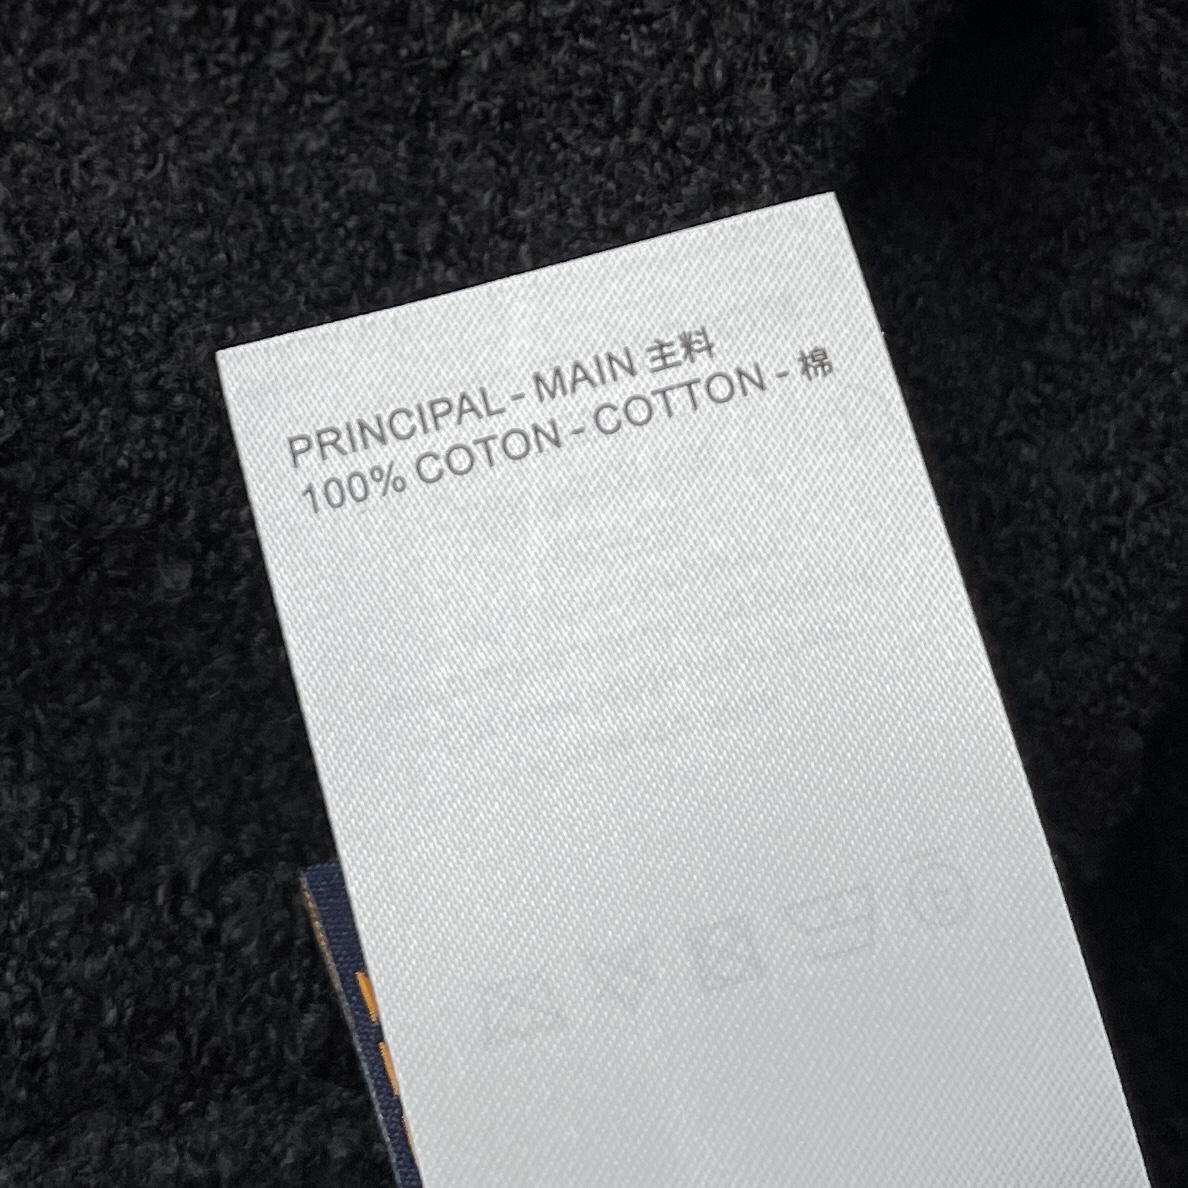 PRINCIPAL - MAIN 主料
100% COTON - COTTON - 棉